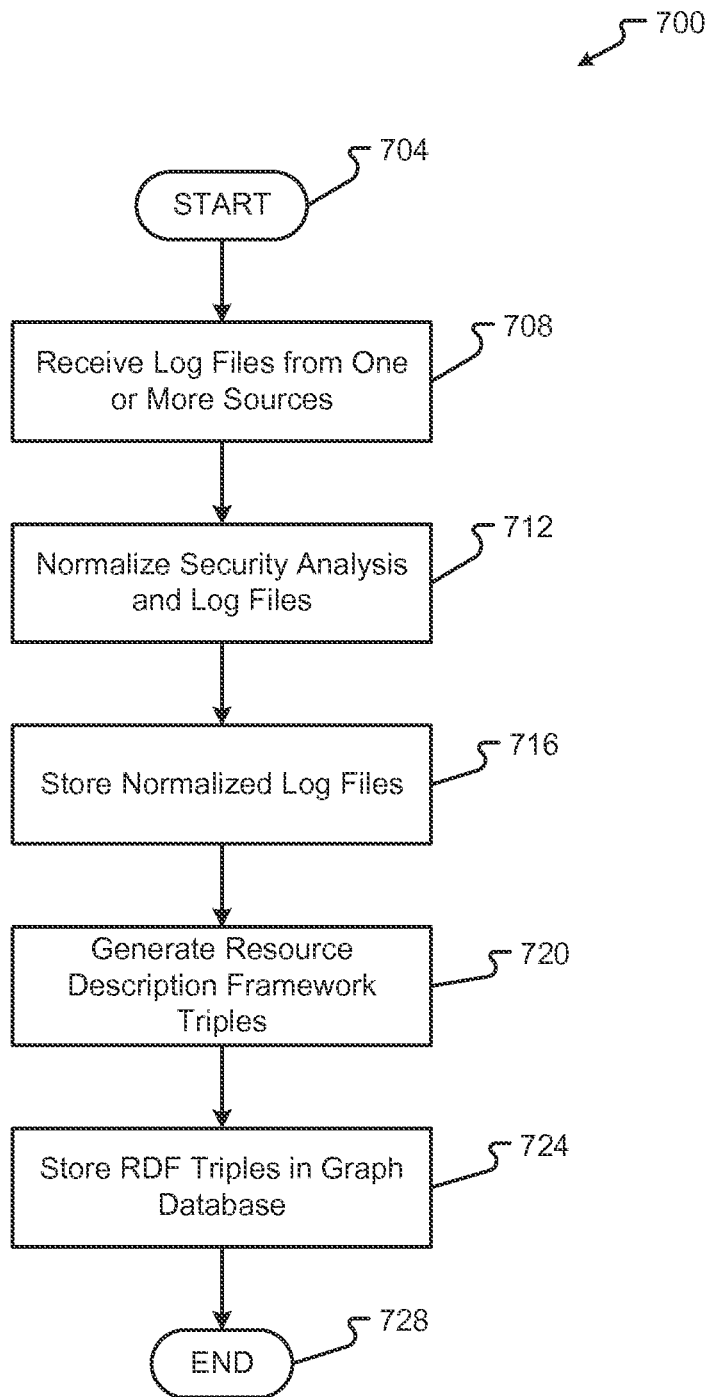 700
704
START
708
Receive Log Files from One
or More Sources
712
Normalize Security Analysis
and Log Files
716
Store Normalized Log Files
720
Generate Resource
Description Framework
Triples
724
Store RDF Triples in Graph
Database
728
END